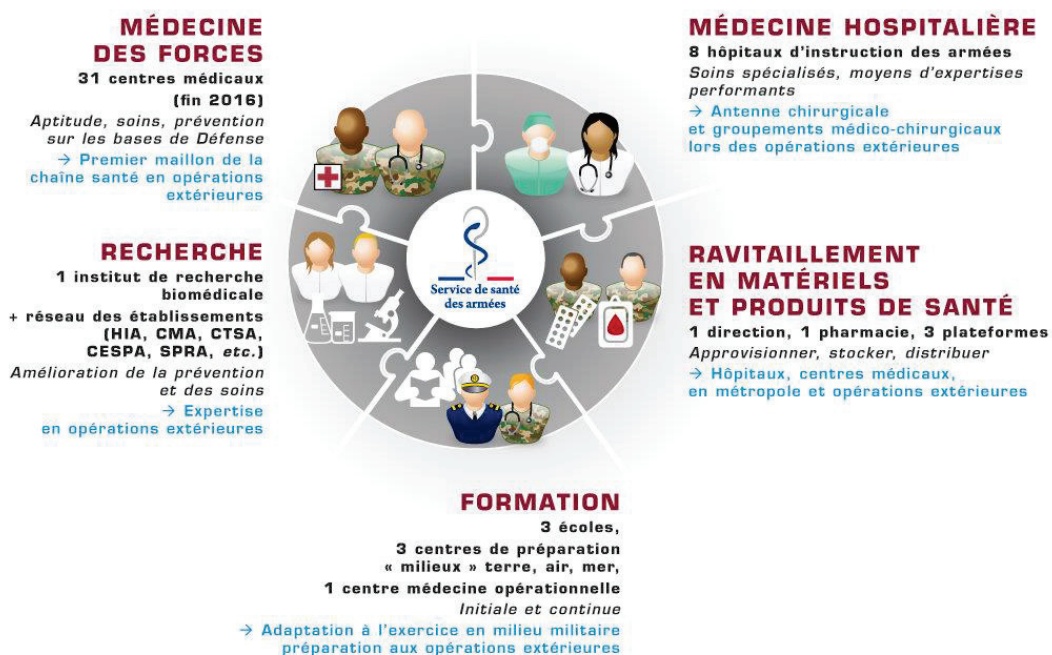 MÉDECINE
DES FORCES
31 centres médicaux
(fin 2016)
Aptitude, soins, prévention
sur les bases de Défense
→ Premier maillon de la
chaîne santé en opérations
extérieures
MÉDECINE HOSPITALIÈRE
8 hôpitaux d'instruction des armées
Soins spécialisés, moyens d'expertises
performants
→ Antenne chirurgicale
et groupements médico-chirurgicaux
lors des opérations extérieures
RECHERCHE
1 institut de recherche
biomédicale
+ réseau des établissements
(HIA, CMA, CTSA,
CESPA, SPRA, etc.)
Amélioration de la prévention
et des soins
→ Expertise
en opérations extérieures
Service de santé
des armées
RAVITAILLEMENT
EN MATÉRIELS
ET PRODUITS DE SANTÉ
1 direction, 1 pharmacie, 3 plateformes
Approvisionner, stocker, distribuer
→ Hôpitaux, centres médicaux,
en métropole et opérations extérieures
FORMATION
3 écoles,
3 centres de préparation
« milieux » terre, air, mer,
1 centre médecine opérationnelle
Initiale et continue
→ Adaptation à l'exercice en milieu militaire
préparation aux opérations extérieures